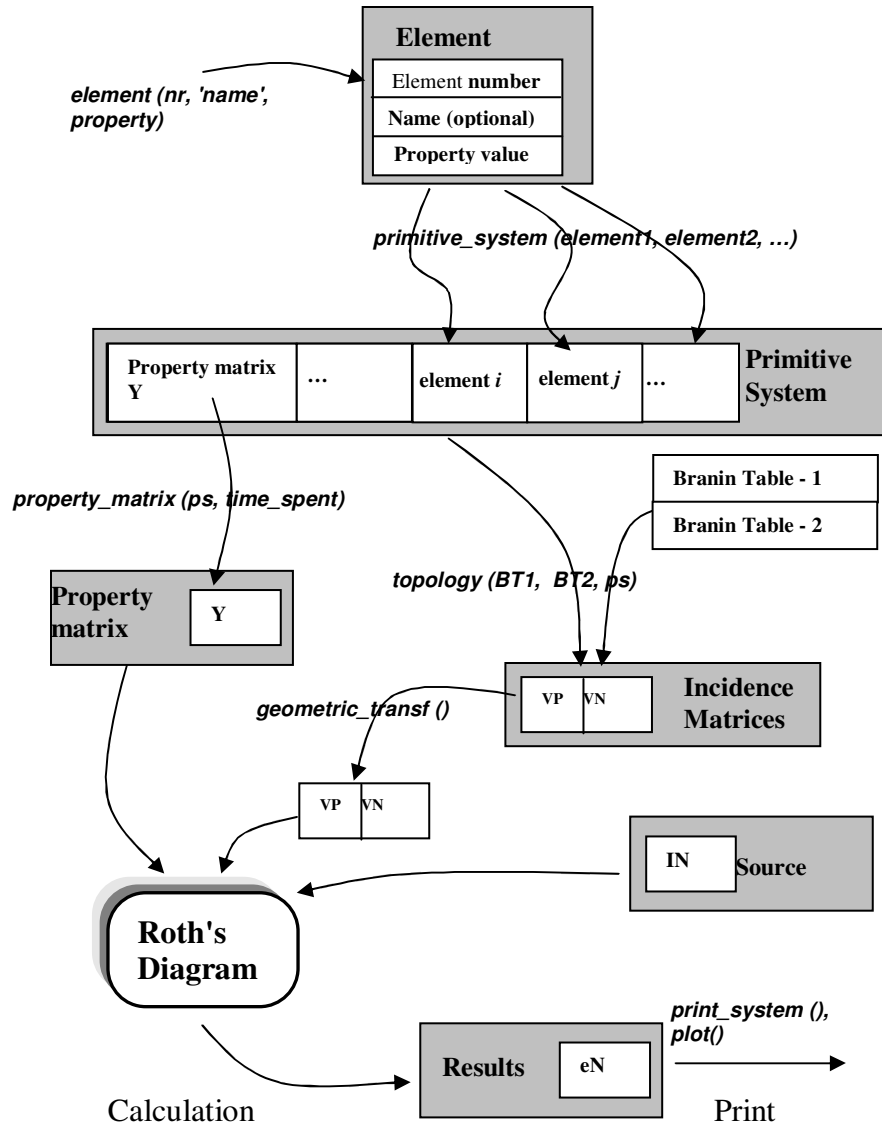 Element
Element number
Name (optional)
Property value
element (nr, 'name',
property)
primitive_system (element1, element2, …)
Property matrix
Y
…
element i
element j
…
Primitive
System
Branin Table - 1
Branin Table - 2
property_matrix (ps, time_spent)
topology (BT1, BT2, ps)
Property
matrix
Y
VP
VN
Incidence
Matrices
geometric_transf ()
VP
VN
IN
Source
Roth's
Diagram
print_system (),
plot()
Results
eN
Calculation
Print